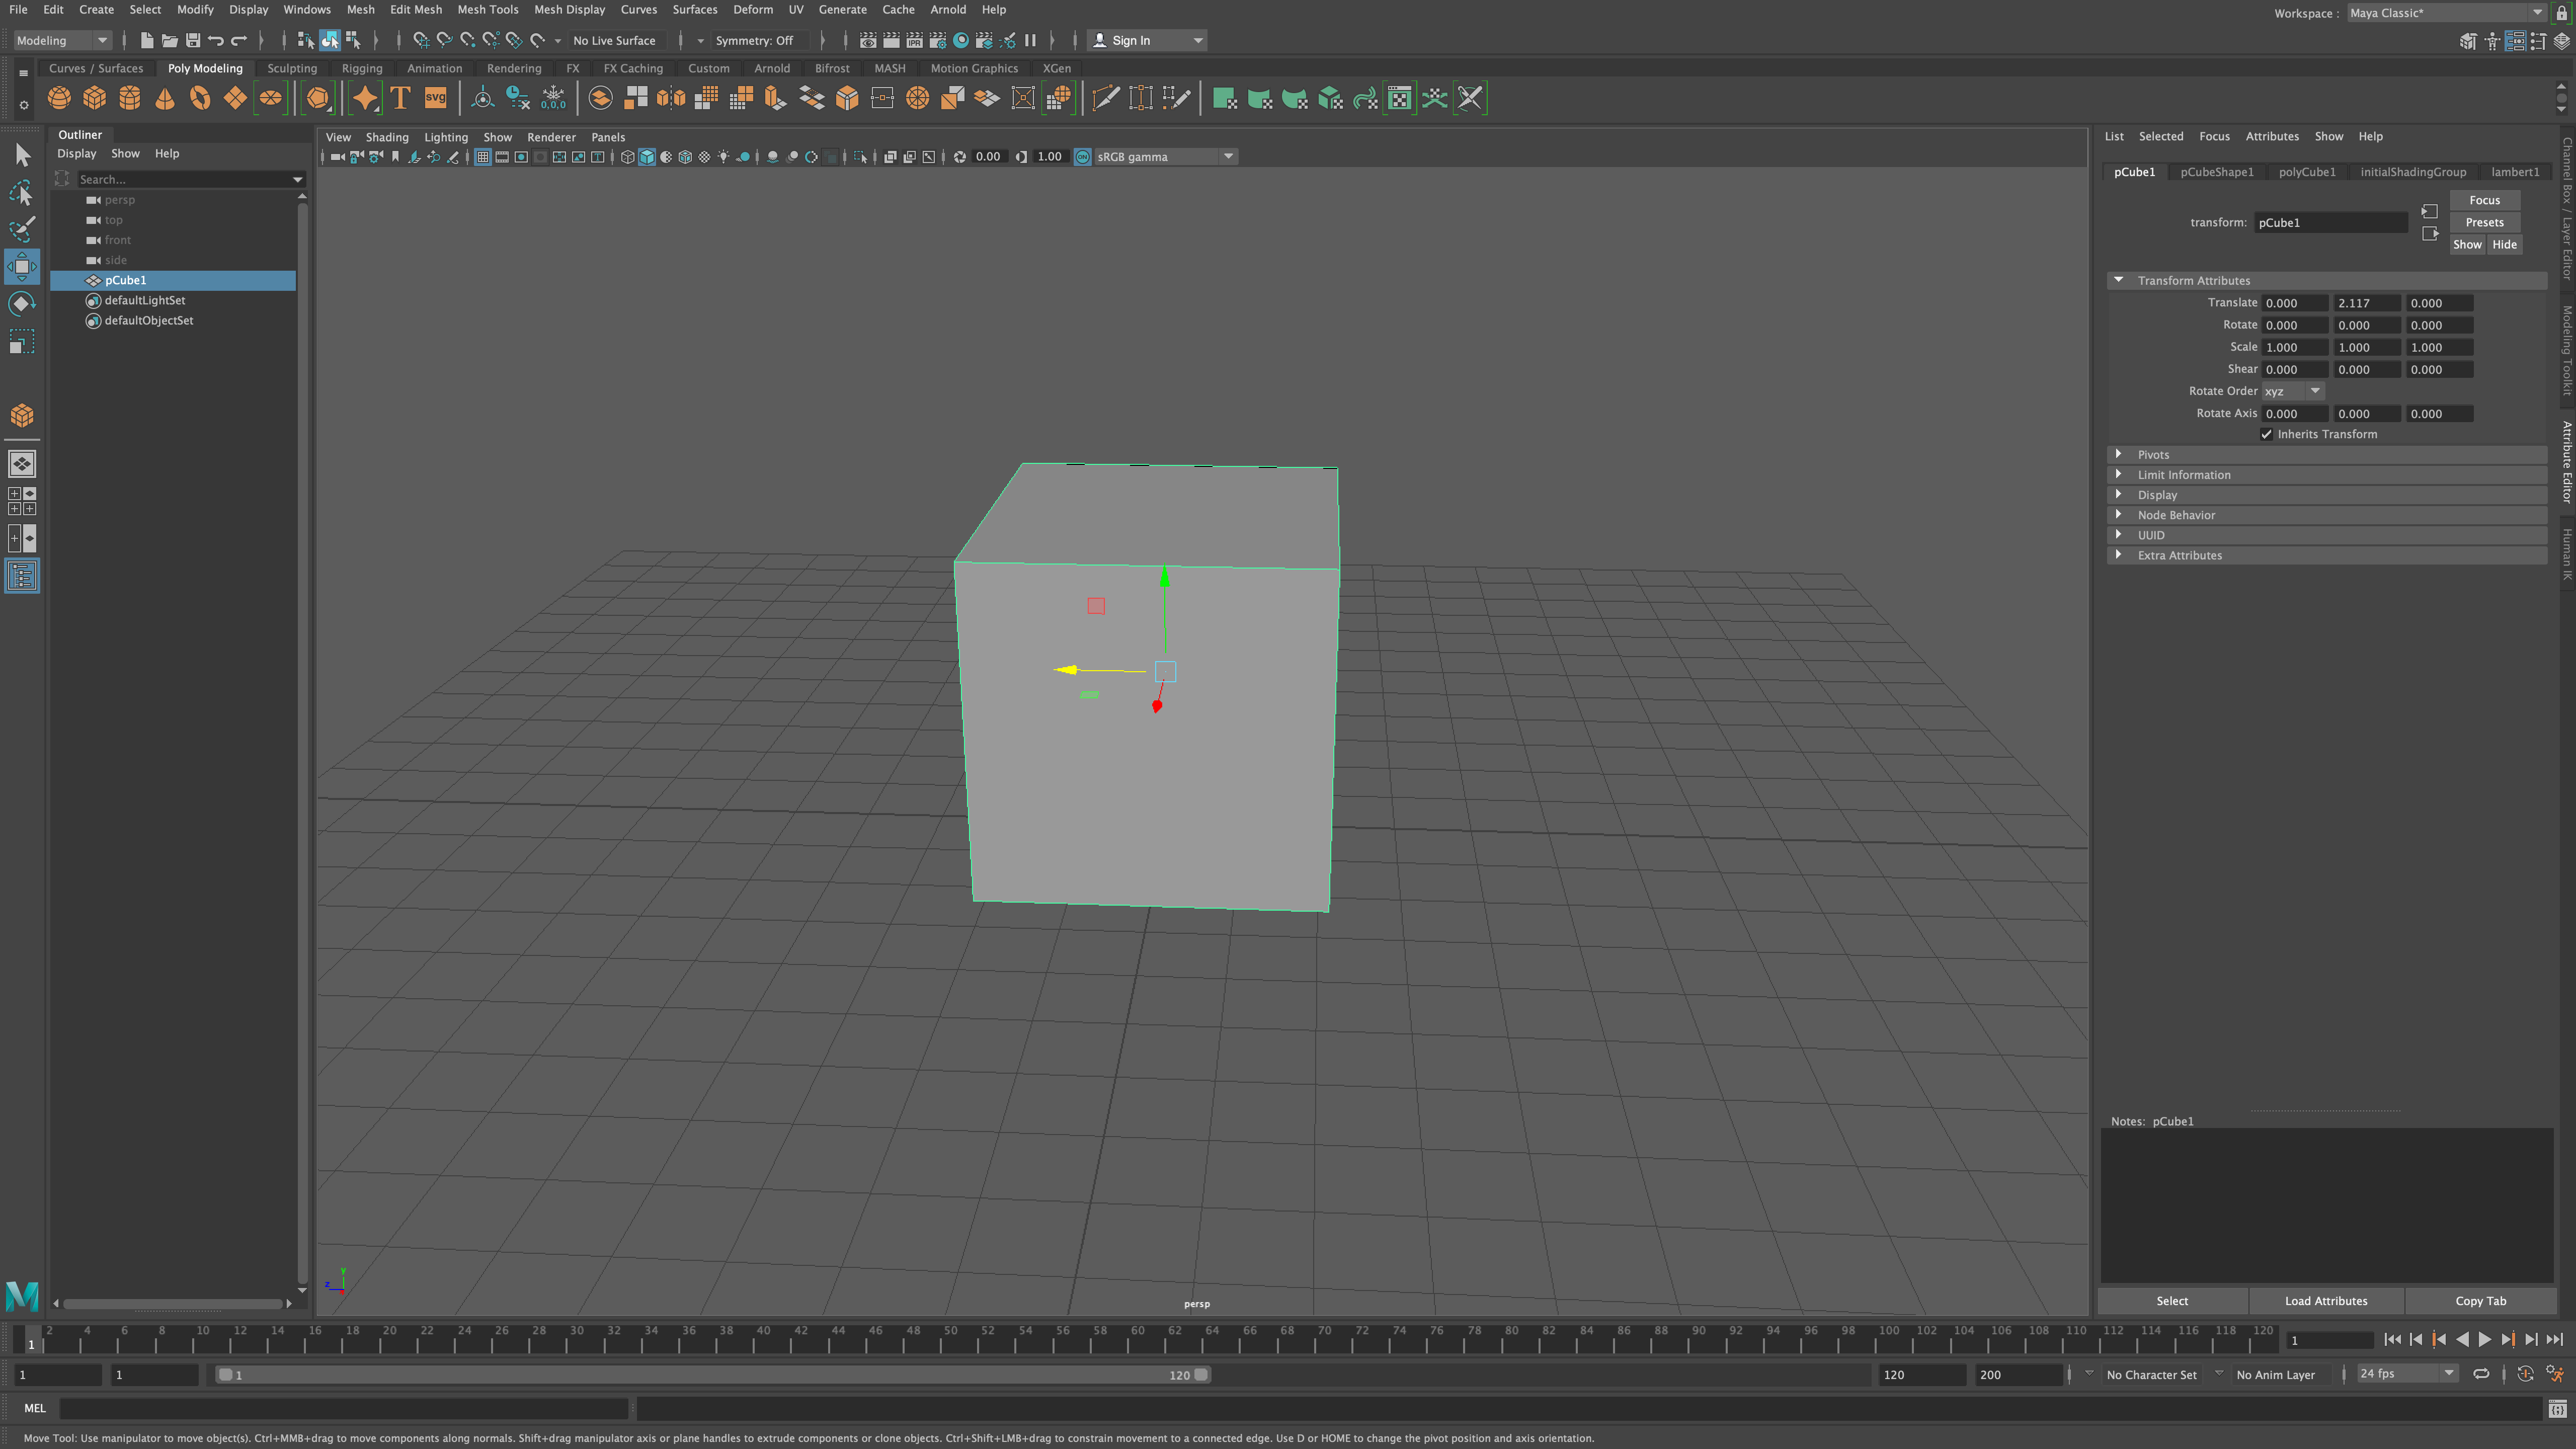 File Edit Create Select Modify Display Windows Mesh Edit Mesh Mesh Tools Mesh Display Curves Surfaces Deform UV Generate Cache Arnold Help
Workspace : Maya Classic*
Modeling No Live Surface Symmetry: Off IPR Sign In
Curves / Surfaces Poly Modeling Sculpting Rigging Animation Rendering FX FX Caching Custom Arnold Bifrost MASH Motion Graphics XGen
T svg 0,0,0
Outliner
Display Show Help
Search...
persp
top
front
side
pCube1
defaultLightSet
defaultObjectSet
View Shading Lighting Show Renderer Panels
0.00 1.00 ON sRGB gamma
y
z
persp
List Selected Focus Attributes Show Help
pCube1 pCubeShape1 polyCube1 initialShadingGroup lambert1
transform: pCube1
Focus
Presets
Show Hide
Transform Attributes
Translate 0.000 2.117 0.000
Rotate 0.000 0.000 0.000
Scale 1.000 1.000 1.000
Shear 0.000 0.000 0.000
Rotate Order xyz
Rotate Axis 0.000 0.000 0.000
Inherits Transform
Pivots
Limit Information
Display
Node Behavior
UUID
Extra Attributes
Notes: pCube1
Select Load Attributes Copy Tab
Channel Box / Layer Editor
Modeling Toolkit
Attribute Editor
Human IK
M
2 4 6 8 10 12 14 16 18 20 22 24 26 28 30 32 34 36 38 40 42 44 46 48 50 52 54 56 58 60 62 64 66 68 70 72 74 76 78 80 82 84 86 88 90 92 94 96 98 100 102 104 106 108 110 112 114 116 118 120
1 1
1 1 1 120 120 200 No Character Set No Anim Layer 24 fps
MEL
Move Tool: Use manipulator to move object(s). Ctrl+MMB+drag to move components along normals. Shift+drag manipulator axis or plane handles to extrude components or clone objects. Ctrl+Shift+LMB+drag to constrain movement to a connected edge. Use D or HOME to change the pivot position and axis orientation.